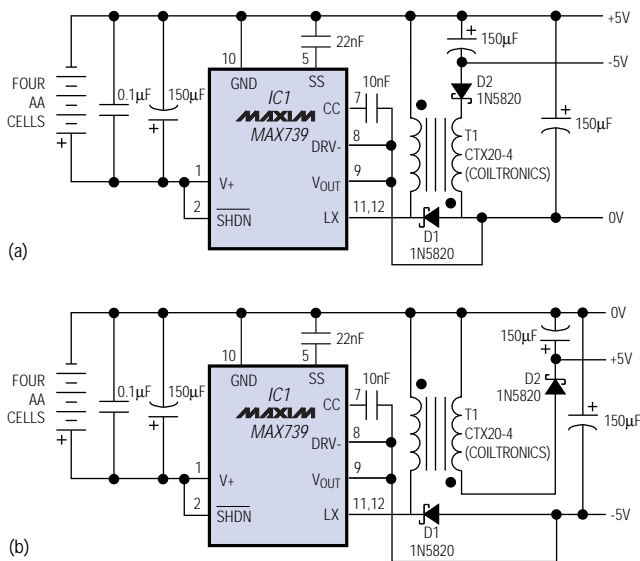 +5V
22nF
150µF
-5V
10
5
GND
SS
10nF
D2
1N5820
FOUR
AA
CELLS
0.1µF
150µF
IC1
MAXIM
MAX739
CC
7
DRV-
8
T1
CTX20-4
(COILTRONICS)
150µF
1
V+
VOUT
9
2
SHDN
LX
11,12
0V
D1
1N5820
(a)
0V
22nF
150µF
+5V
10
5
GND
SS
10nF
D2
1N5820
FOUR
AA
CELLS
0.1µF
150µF
IC1
MAXIM
MAX739
CC
7
DRV-
8
T1
CTX20-4
(COILTRONICS)
150µF
1
V+
VOUT
9
2
SHDN
LX
11,12
-5V
D1
1N5820
(b)